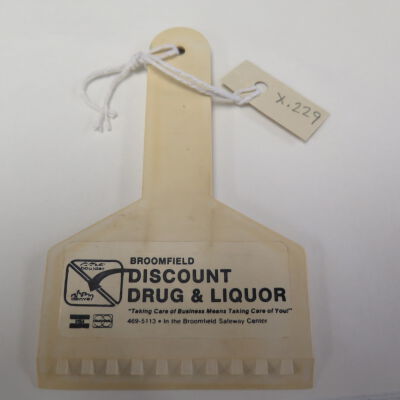 X.229
BROOMFIELD
DISCOUNT
DRUG & LIQUOR
"Taking Care of Business Means Taking Care of You!"
469-5113 • In the Broomfield Safeway Center